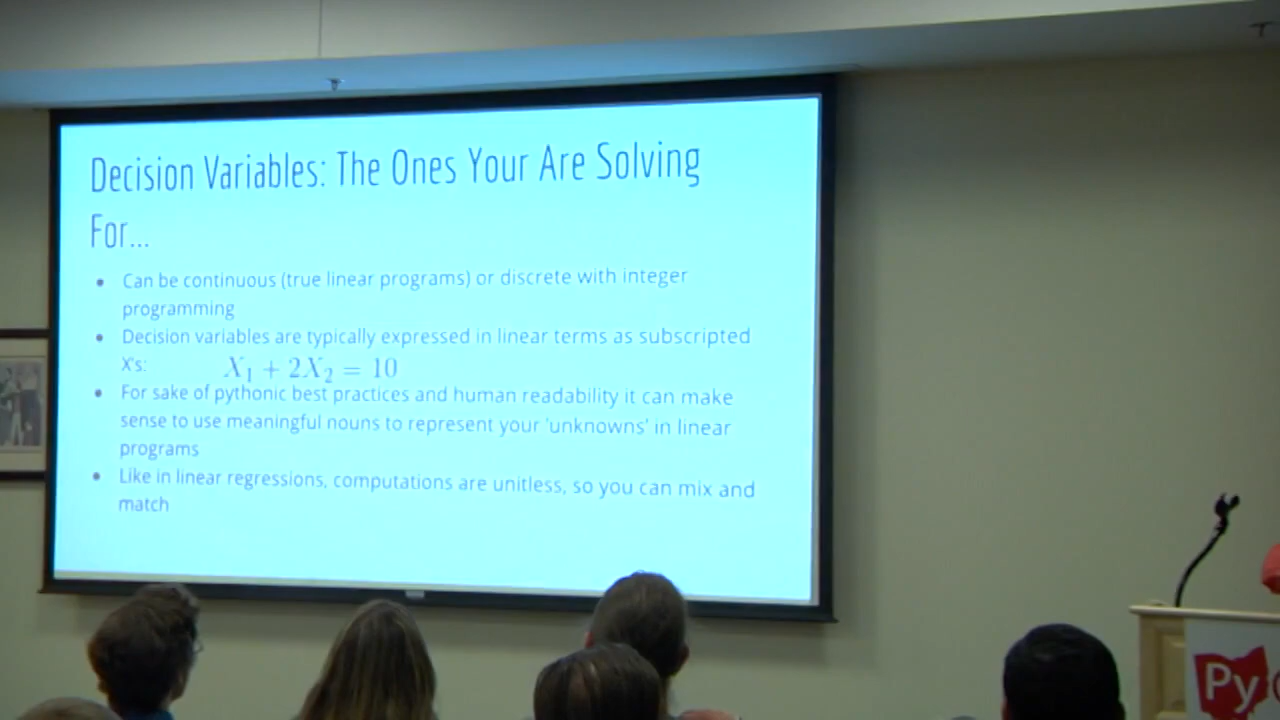 Decision Variables: The Ones Your Are Solving
For...
• Can be continuous (true linear programs) or discrete with integer
programming
• Decision variables are typically expressed in linear terms as subscripted
X's: X₁ + 2X₂ = 10
• For sake of pythonic best practices and human readability it can make
sense to use meaningful nouns to represent your 'unknowns' in linear
programs
• Like in linear regressions, computations are unitless, so you can mix and
match
Py